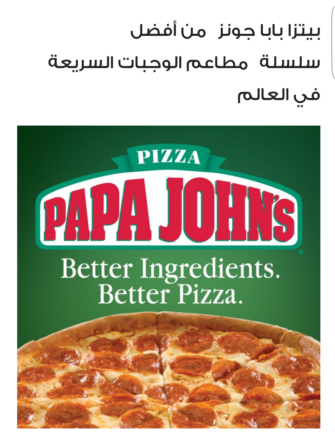 بيتزا بابا جونز من أفضل
سلسلة مطاعم الوجبات السريعة
في العالم
PIZZA
PAPA JOHN'S
Better Ingredients.
Better Pizza.